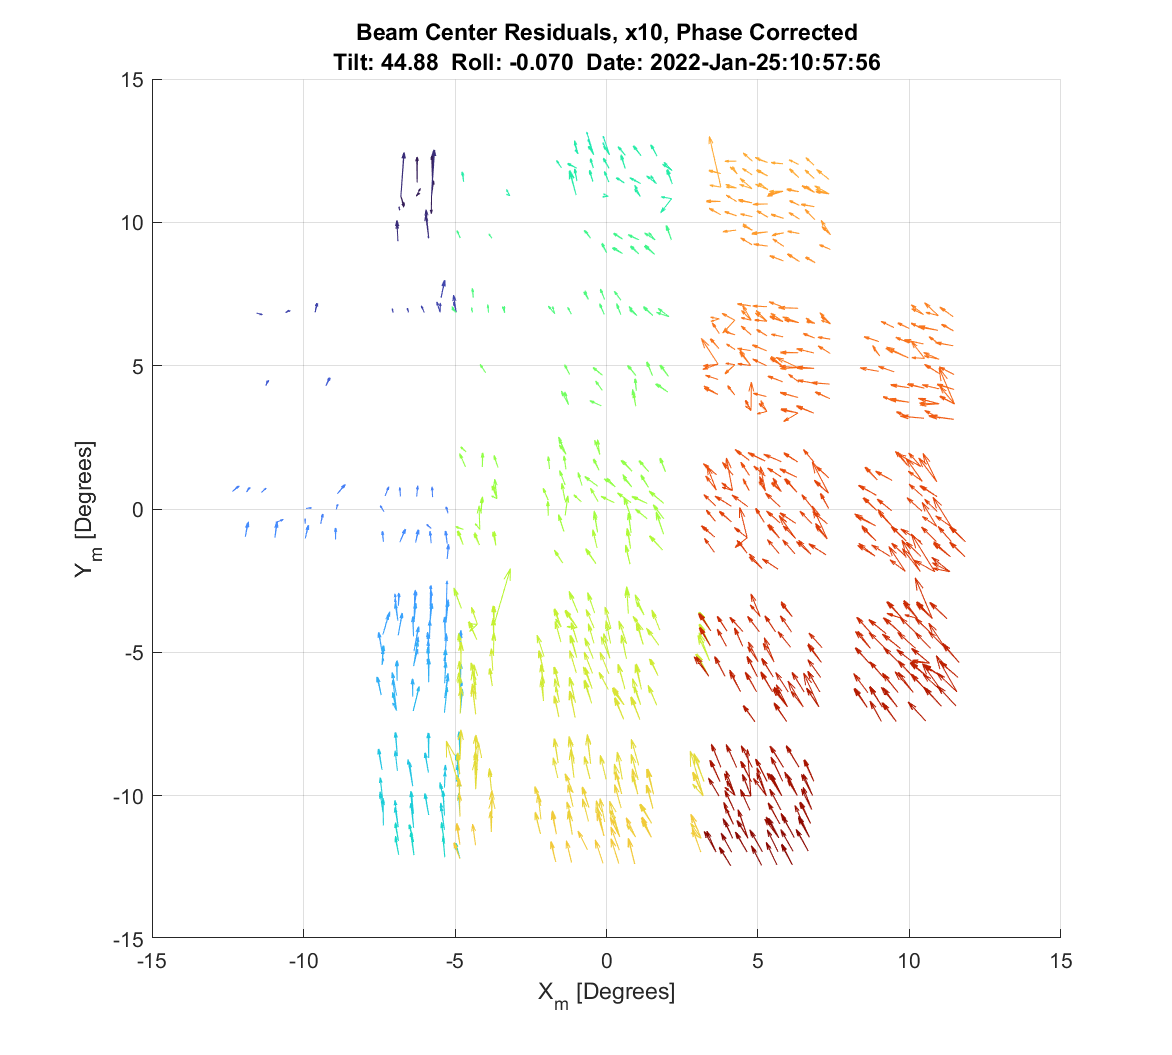 Beam Center Residuals, x10, Phase Corrected
Tilt: 44.88 Roll: -0.070 Date: 2022-Jan-25:10:57:56
15
10
5
0
-5
-10
-15
Y_m [Degrees]
-15 -10 -5 0 5 10 15
X_m [Degrees]